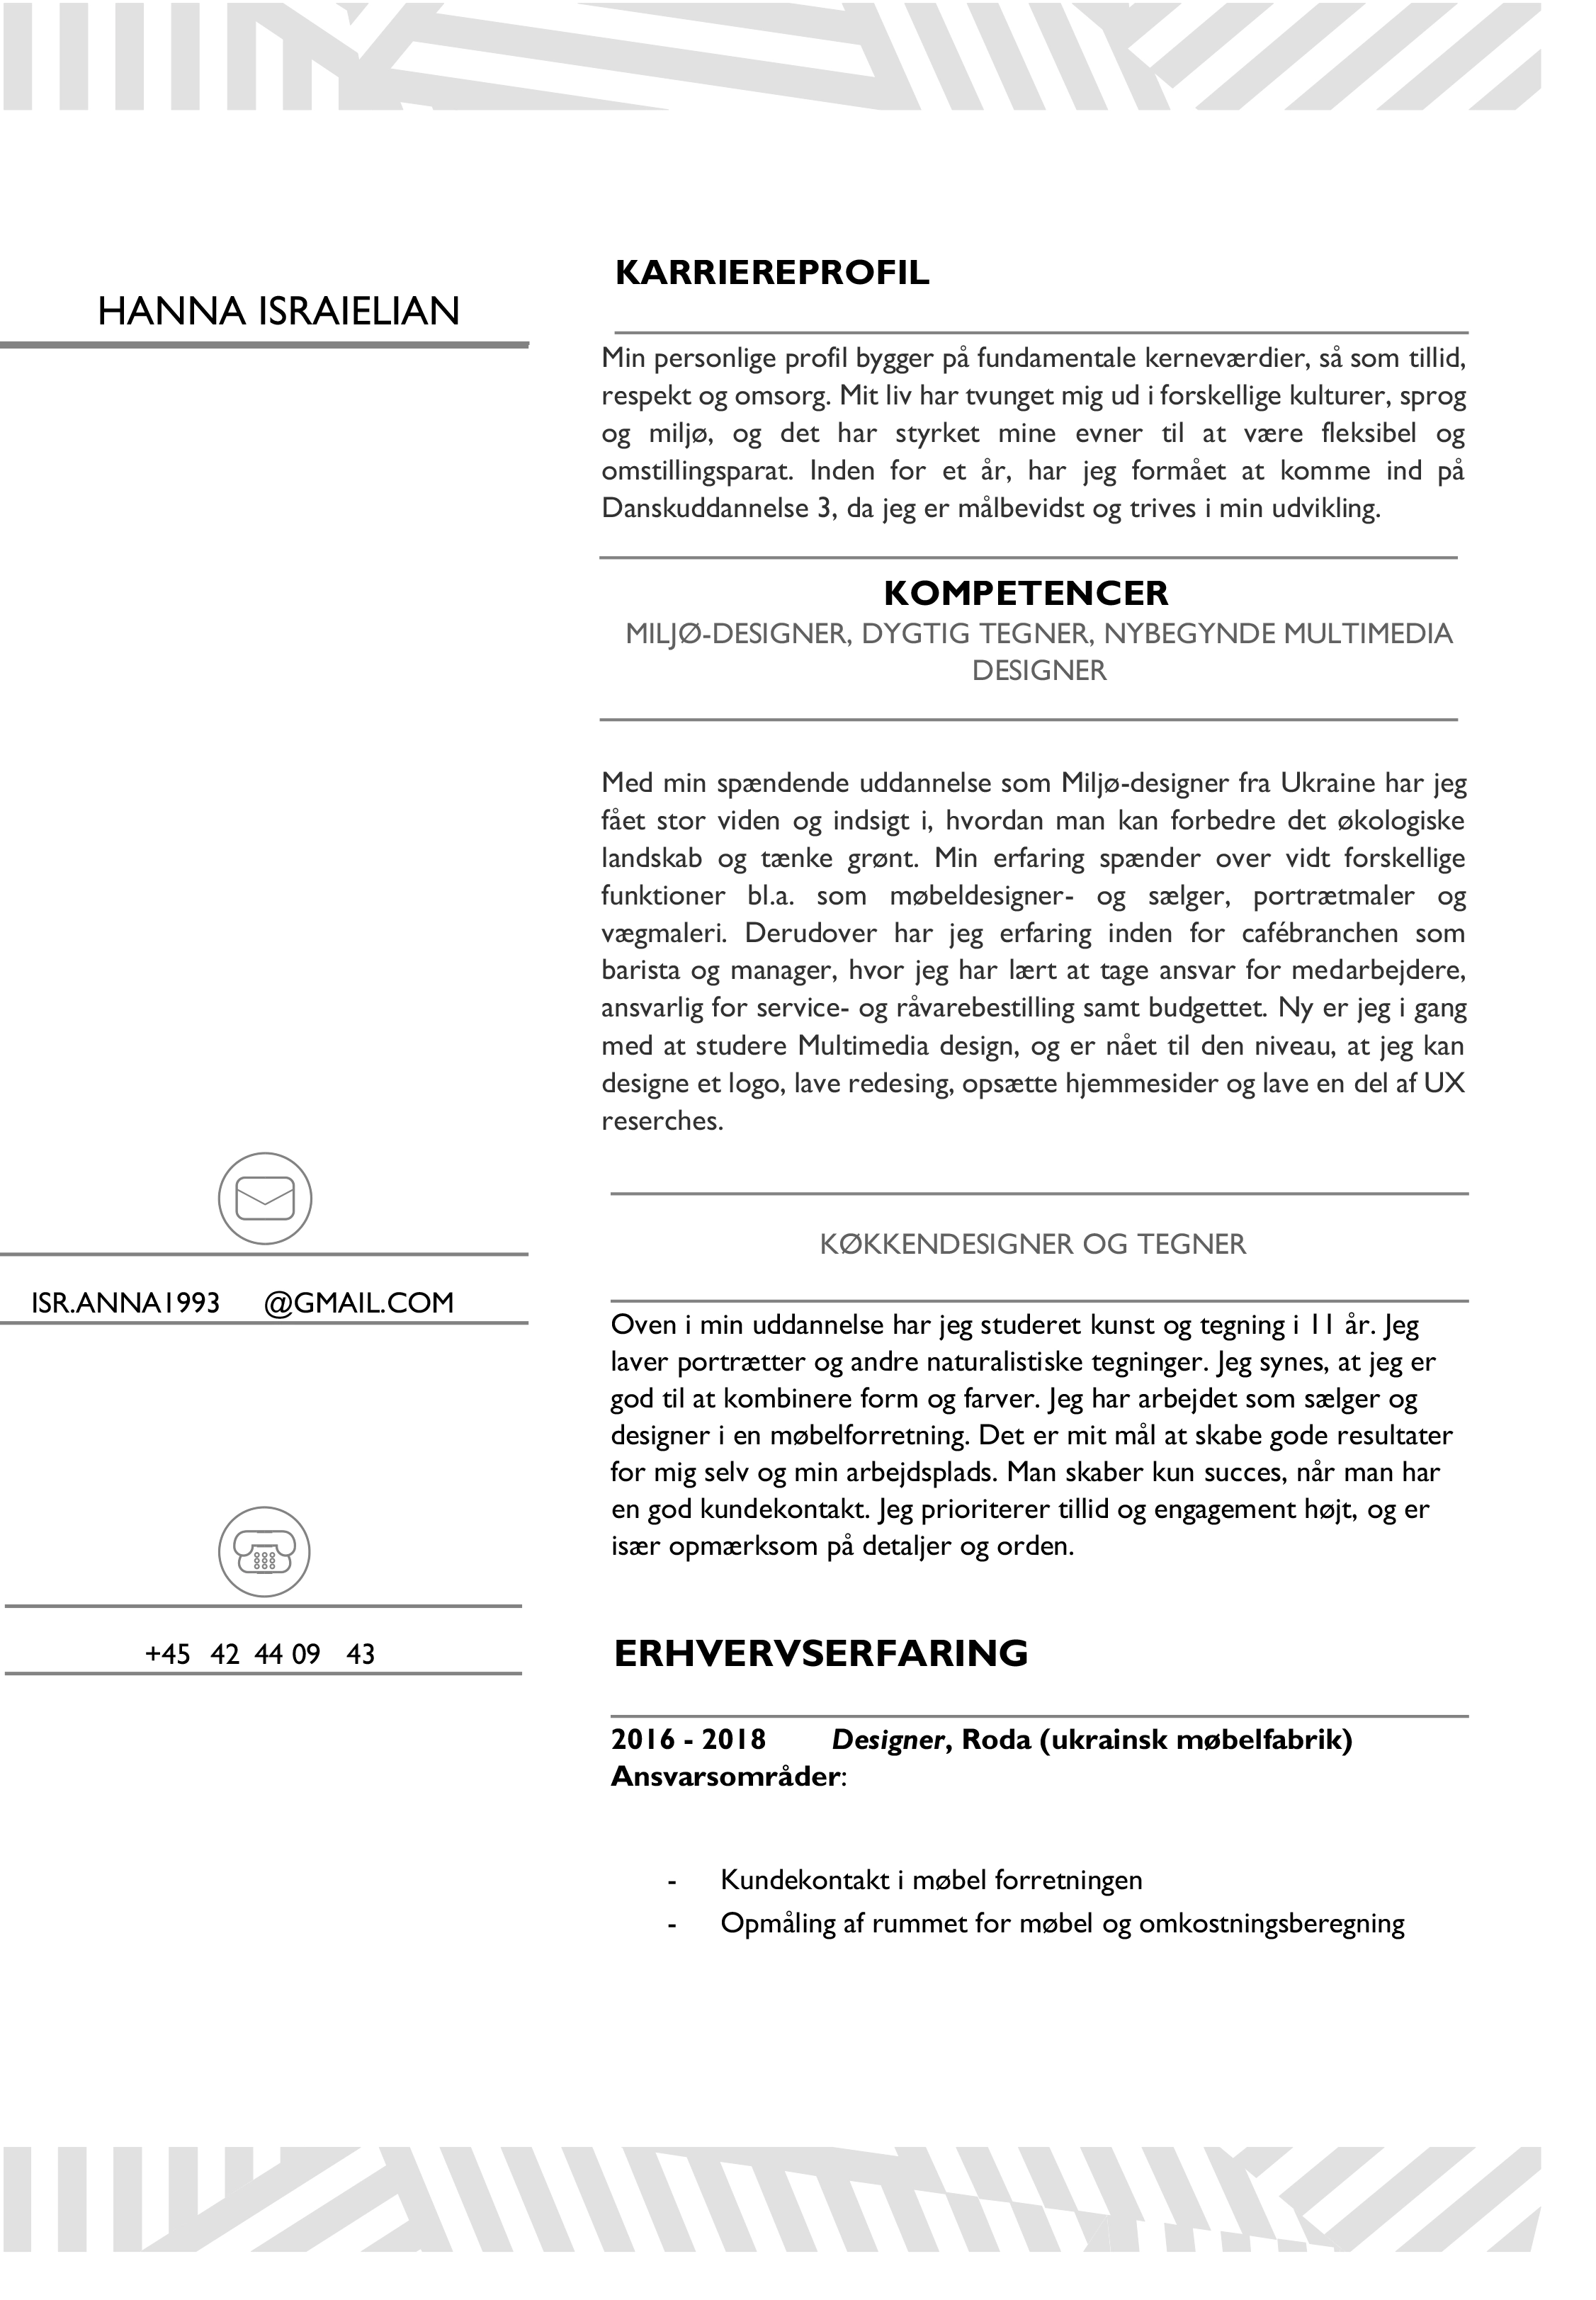 HANNA ISRAIELIAN
ISR.ANNA1993 @GMAIL.COM
+45 42 44 09 43
KARRIEREPROFIL
Min personlige profil bygger på fundamentale kerneværdier, så som tillid,
respekt og omsorg. Mit liv har tvunget mig ud i forskellige kulturer, sprog
og miljø, og det har styrket mine evner til at være fleksibel og
omstillingsparat. Inden for et år, har jeg formået at komme ind på
Danskuddannelse 3, da jeg er målbevidst og trives i min udvikling.
KOMPETENCER
MILJØ-DESIGNER, DYGTIG TEGNER, NYBEGYNDE MULTIMEDIA
DESIGNER
Med min spændende uddannelse som Miljø-designer fra Ukraine har jeg
fået stor viden og indsigt i, hvordan man kan forbedre det økologiske
landskab og tænke grønt. Min erfaring spænder over vidt forskellige
funktioner bl.a. som møbeldesigner- og sælger, portrætmaler og
vægmaleri. Derudover har jeg erfaring inden for cafébranchen som
barista og manager, hvor jeg har lært at tage ansvar for medarbejdere,
ansvarlig for service- og råvarebestilling samt budgettet. Ny er jeg i gang
med at studere Multimedia design, og er nået til den niveau, at jeg kan
designe et logo, lave redesing, opsætte hjemmesider og lave en del af UX
reserches.
KØKKENDESIGNER OG TEGNER
Oven i min uddannelse har jeg studeret kunst og tegning i 11 år. Jeg
laver portrætter og andre naturalistiske tegninger. Jeg synes, at jeg er
god til at kombinere form og farver. Jeg har arbejdet som sælger og
designer i en møbelforretning. Det er mit mål at skabe gode resultater
for mig selv og min arbejdsplads. Man skaber kun succes, når man har
en god kundekontakt. Jeg prioriterer tillid og engagement højt, og er
især opmærksom på detaljer og orden.
ERHVERVSERFARING
2016 - 2018 Designer, Roda (ukrainsk møbelfabrik)
Ansvarsområder:
- Kundekontakt i møbel forretningen
- Opmåling af rummet for møbel og omkostningsberegning